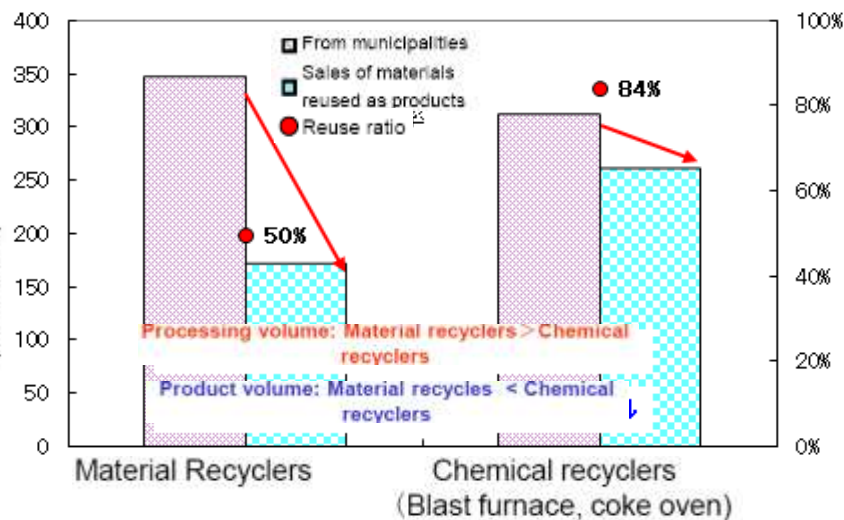 400
350
300
250
200
150
100
50
0
100%
80%
60%
40%
20%
0%
From municipalities
Sales of materials
reused as products
Reuse ratio
50%
84%
Processing volume: Material recyclers＞Chemical
recyclers
Product volume: Material recycles < Chemical
recyclers
Material Recyclers
Chemical recyclers
(Blast furnace, coke oven)